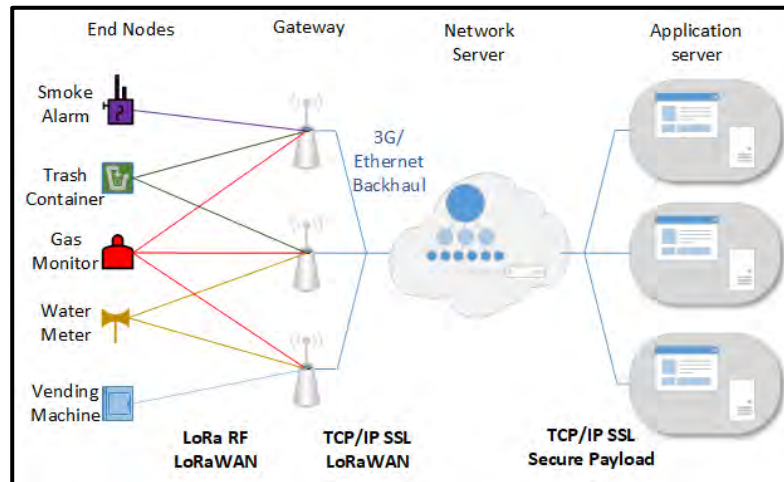 End Nodes
Gateway
Network
Server
Application
server
Smoke
Alarm
Trash
Container
Gas
Monitor
Water
Meter
Vending
Machine
3G/
Ethernet
Backhaul
LoRa RF
LoRaWAN
TCP/IP SSL
LoRaWAN
TCP/IP SSL
Secure Payload